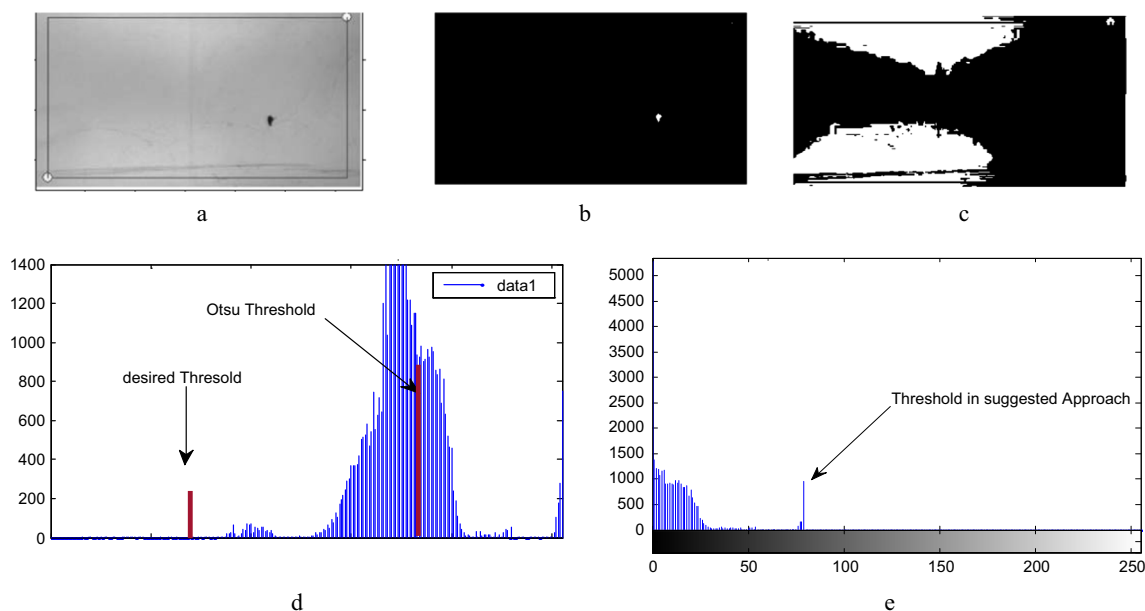 a
b
c
1400
1200
1000
800
600
400
200
0
data1
Otsu Threshold
desired Thresold
d
5000
4500
4000
3500
3000
2500
2000
1500
1000
500
0
Threshold in suggested Approach
0 50 100 150 200 250
e